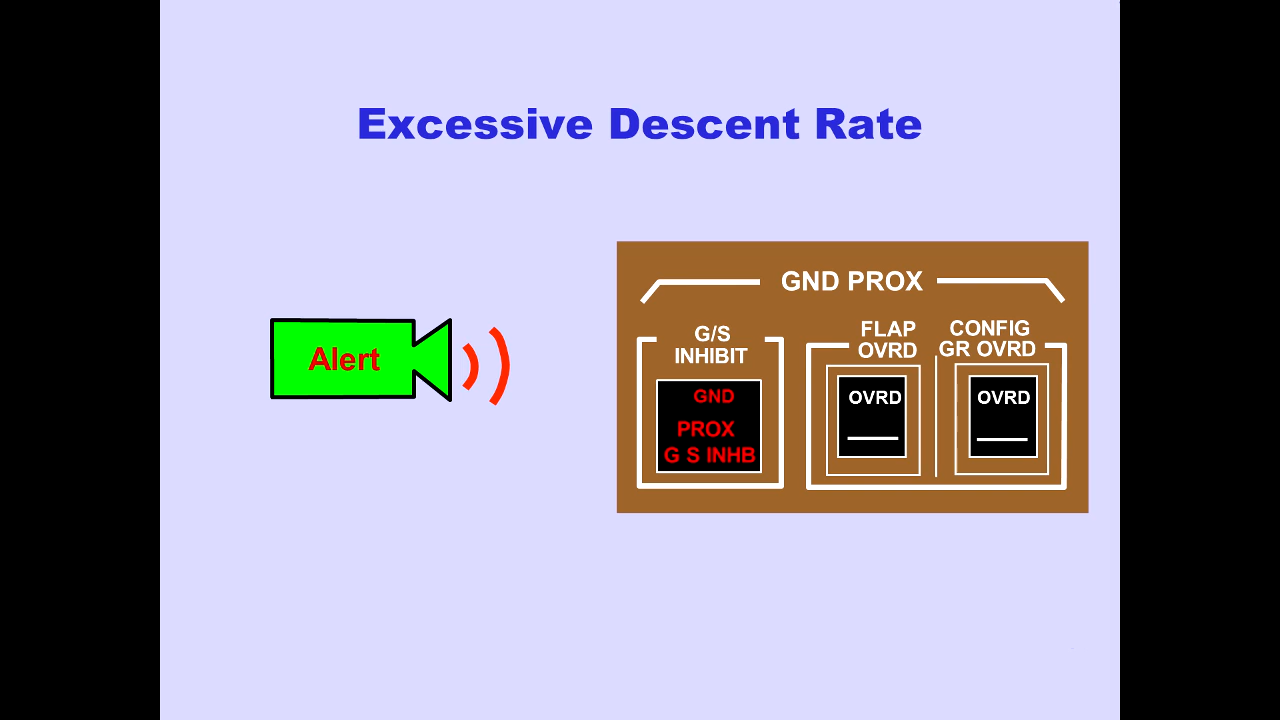 Excessive Descent Rate
Alert
GND PROX
G/S
INHIBIT
GND
PROX
G S INHB
FLAP
OVRD
OVRD
CONFIG
GR OVRD
OVRD